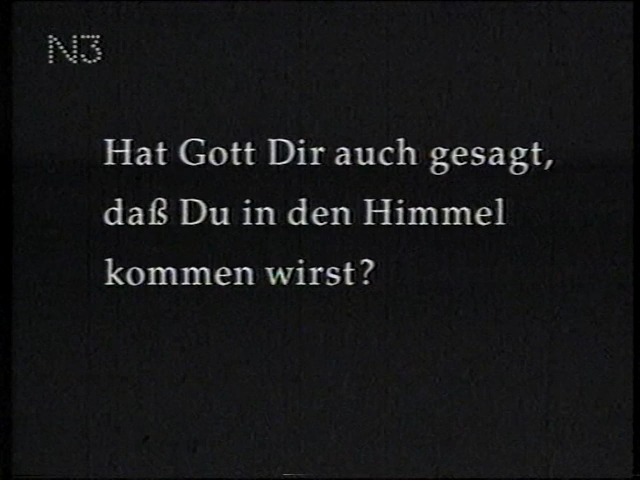 N3
Hat Gott Dir auch gesagt,
daß Du in den Himmel
kommen wirst?